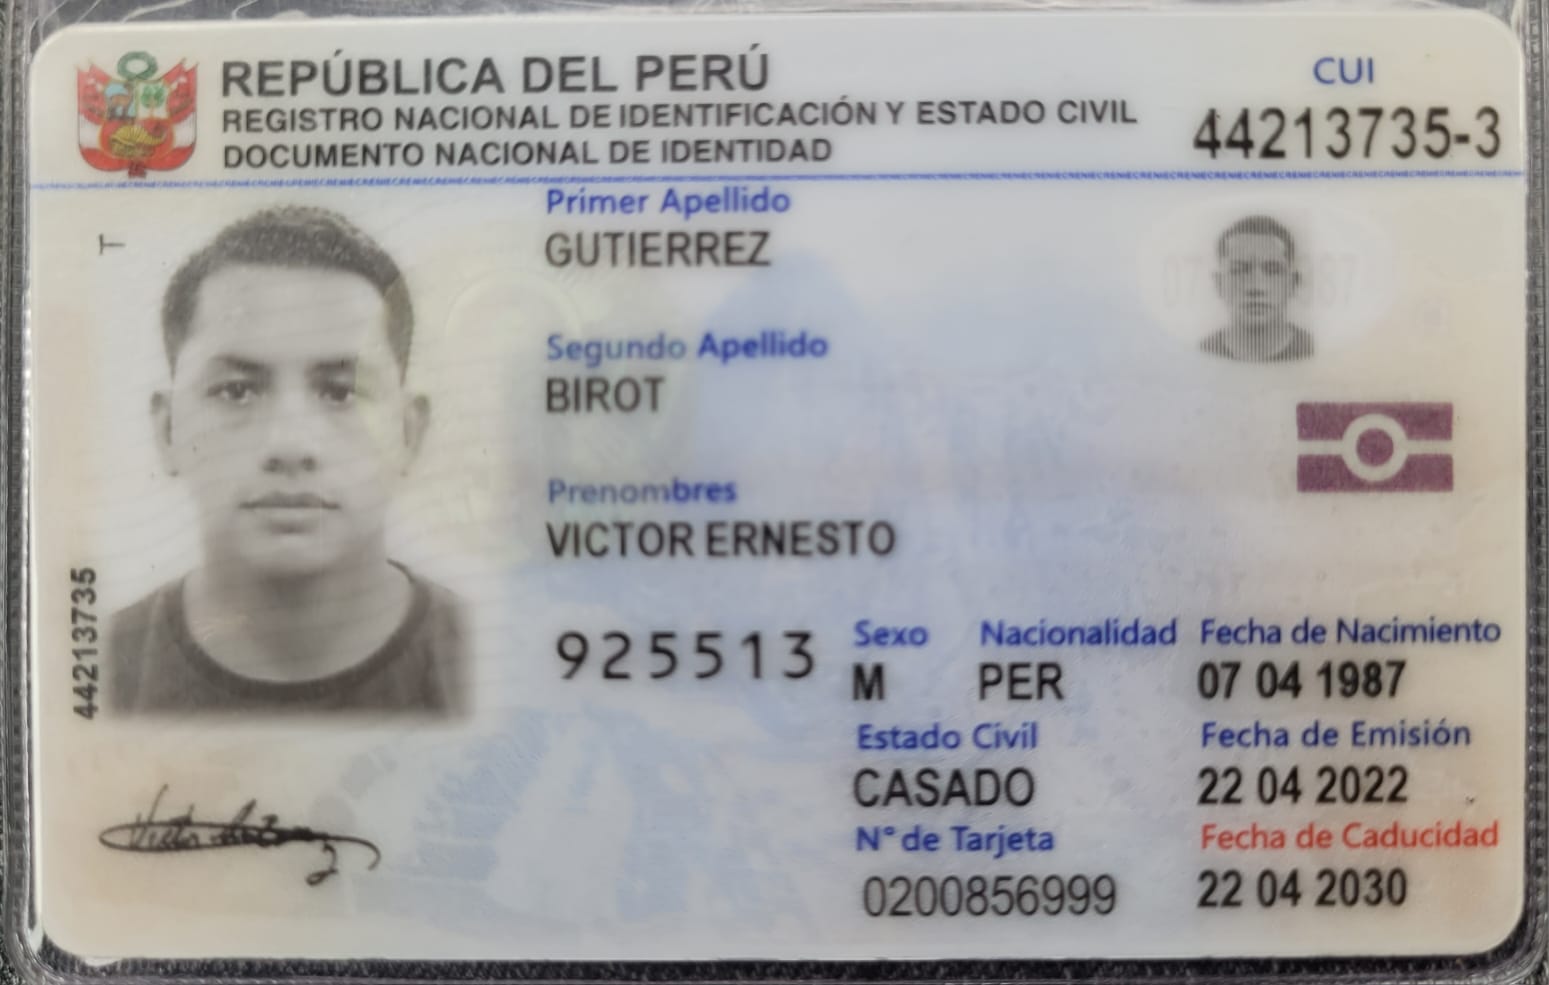 REPÚBLICA DEL PERÚ
REGISTRO NACIONAL DE IDENTIFICACIÓN Y ESTADO CIVIL
DOCUMENTO NACIONAL DE IDENTIDAD
CUI
44213735-3
Primer Apellido
GUTIERREZ
Segundo Apellido
BIROT
Prenombres
VICTOR ERNESTO
T
44213735
925513
Sexo Nacionalidad Fecha de Nacimiento
M PER 07 04 1987
Estado Civil Fecha de Emisión
CASADO 22 04 2022
N° de Tarjeta Fecha de Caducidad
0200856999 22 04 2030